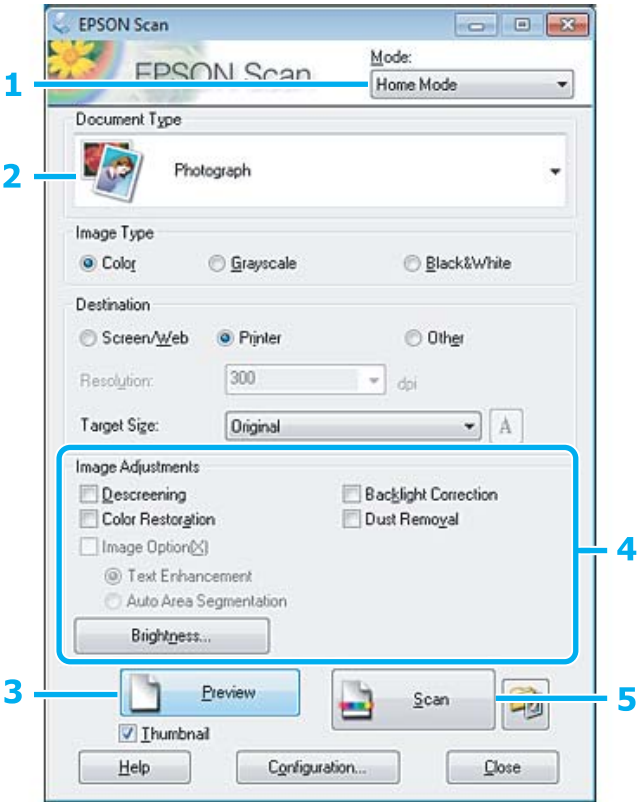 EPSON Scan
EPSON Scan
Mode:
1
Home Mode
Document Type
2
Photograph
Image Type
Color Grayscale Black&White
Destination
Screen/Web Printer Other
Resolution: 300 dpi
Target Size: Original A
Image Adjustments
Descreening Backlight Correction
Color Restoration Dust Removal
Image Option(X)
4
Text Enhancement
Auto Area Segmentation
Brightness...
3 Preview Scan 5
Thumbnail
Help Configuration... Close